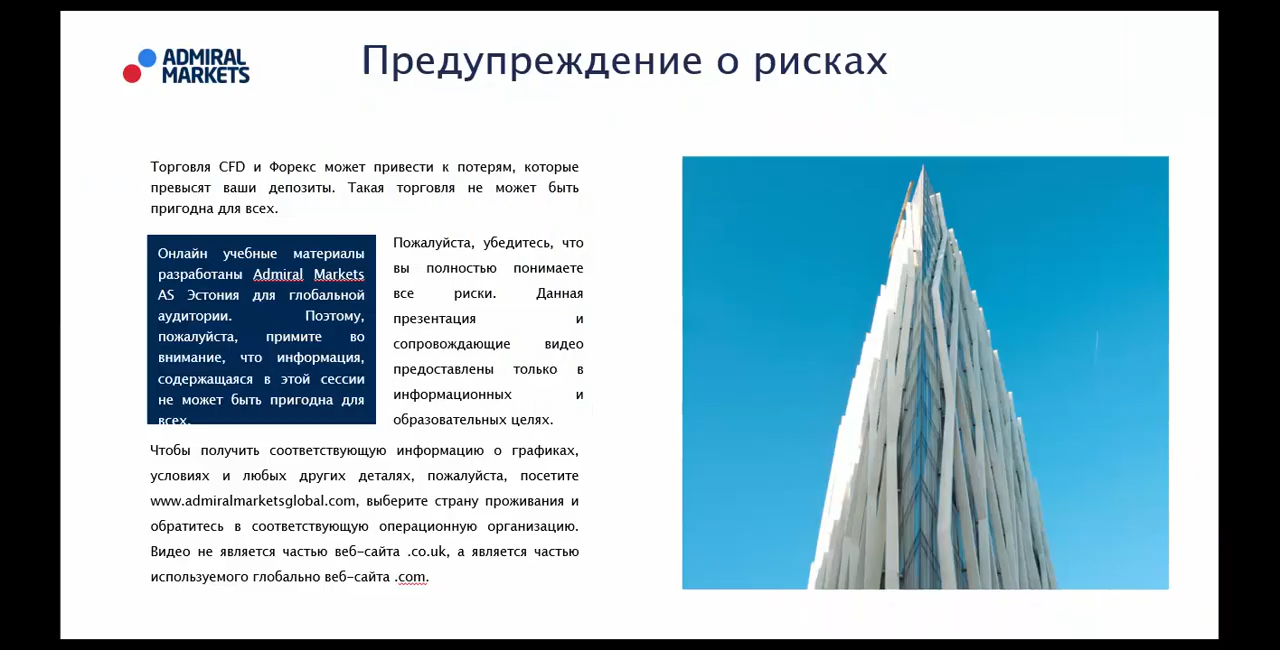 ADMIRAL
MARKETS
Предупреждение о рисках
Торговля CFD и Форекс может привести к потерям, которые
превысят ваши депозиты. Такая торговля не может быть
пригодна для всех.
Онлайн учебные материалы
разработаны Admiral Markets
AS Эстония для глобальной
аудитории. Поэтому,
пожалуйста, примите во
внимание, что информация,
содержащаяся в этой сессии
не может быть пригодна для
всех.
Пожалуйста, убедитесь, что
вы полностью понимаете
все риски. Данная
презентация и
сопровождающие видео
предоставлены только в
информационных и
образовательных целях.
Чтобы получить соответствующую информацию о графиках,
условиях и любых других деталях, пожалуйста, посетите
www.admiralmarketsglobal.com, выберите страну проживания и
обратитесь в соответствующую операционную организацию.
Видео не является частью веб-сайта .co.uk, а является частью
используемого глобально веб-сайта .com.